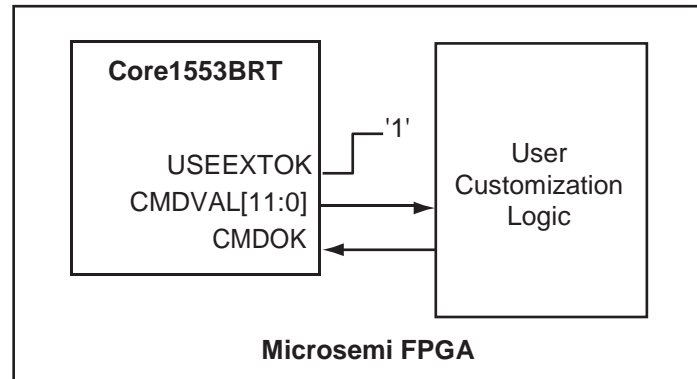 Core1553BRT
'1'
USEEXTOK
CMDVAL[11:0]
CMDOK
User
Customization
Logic
Microsemi FPGA